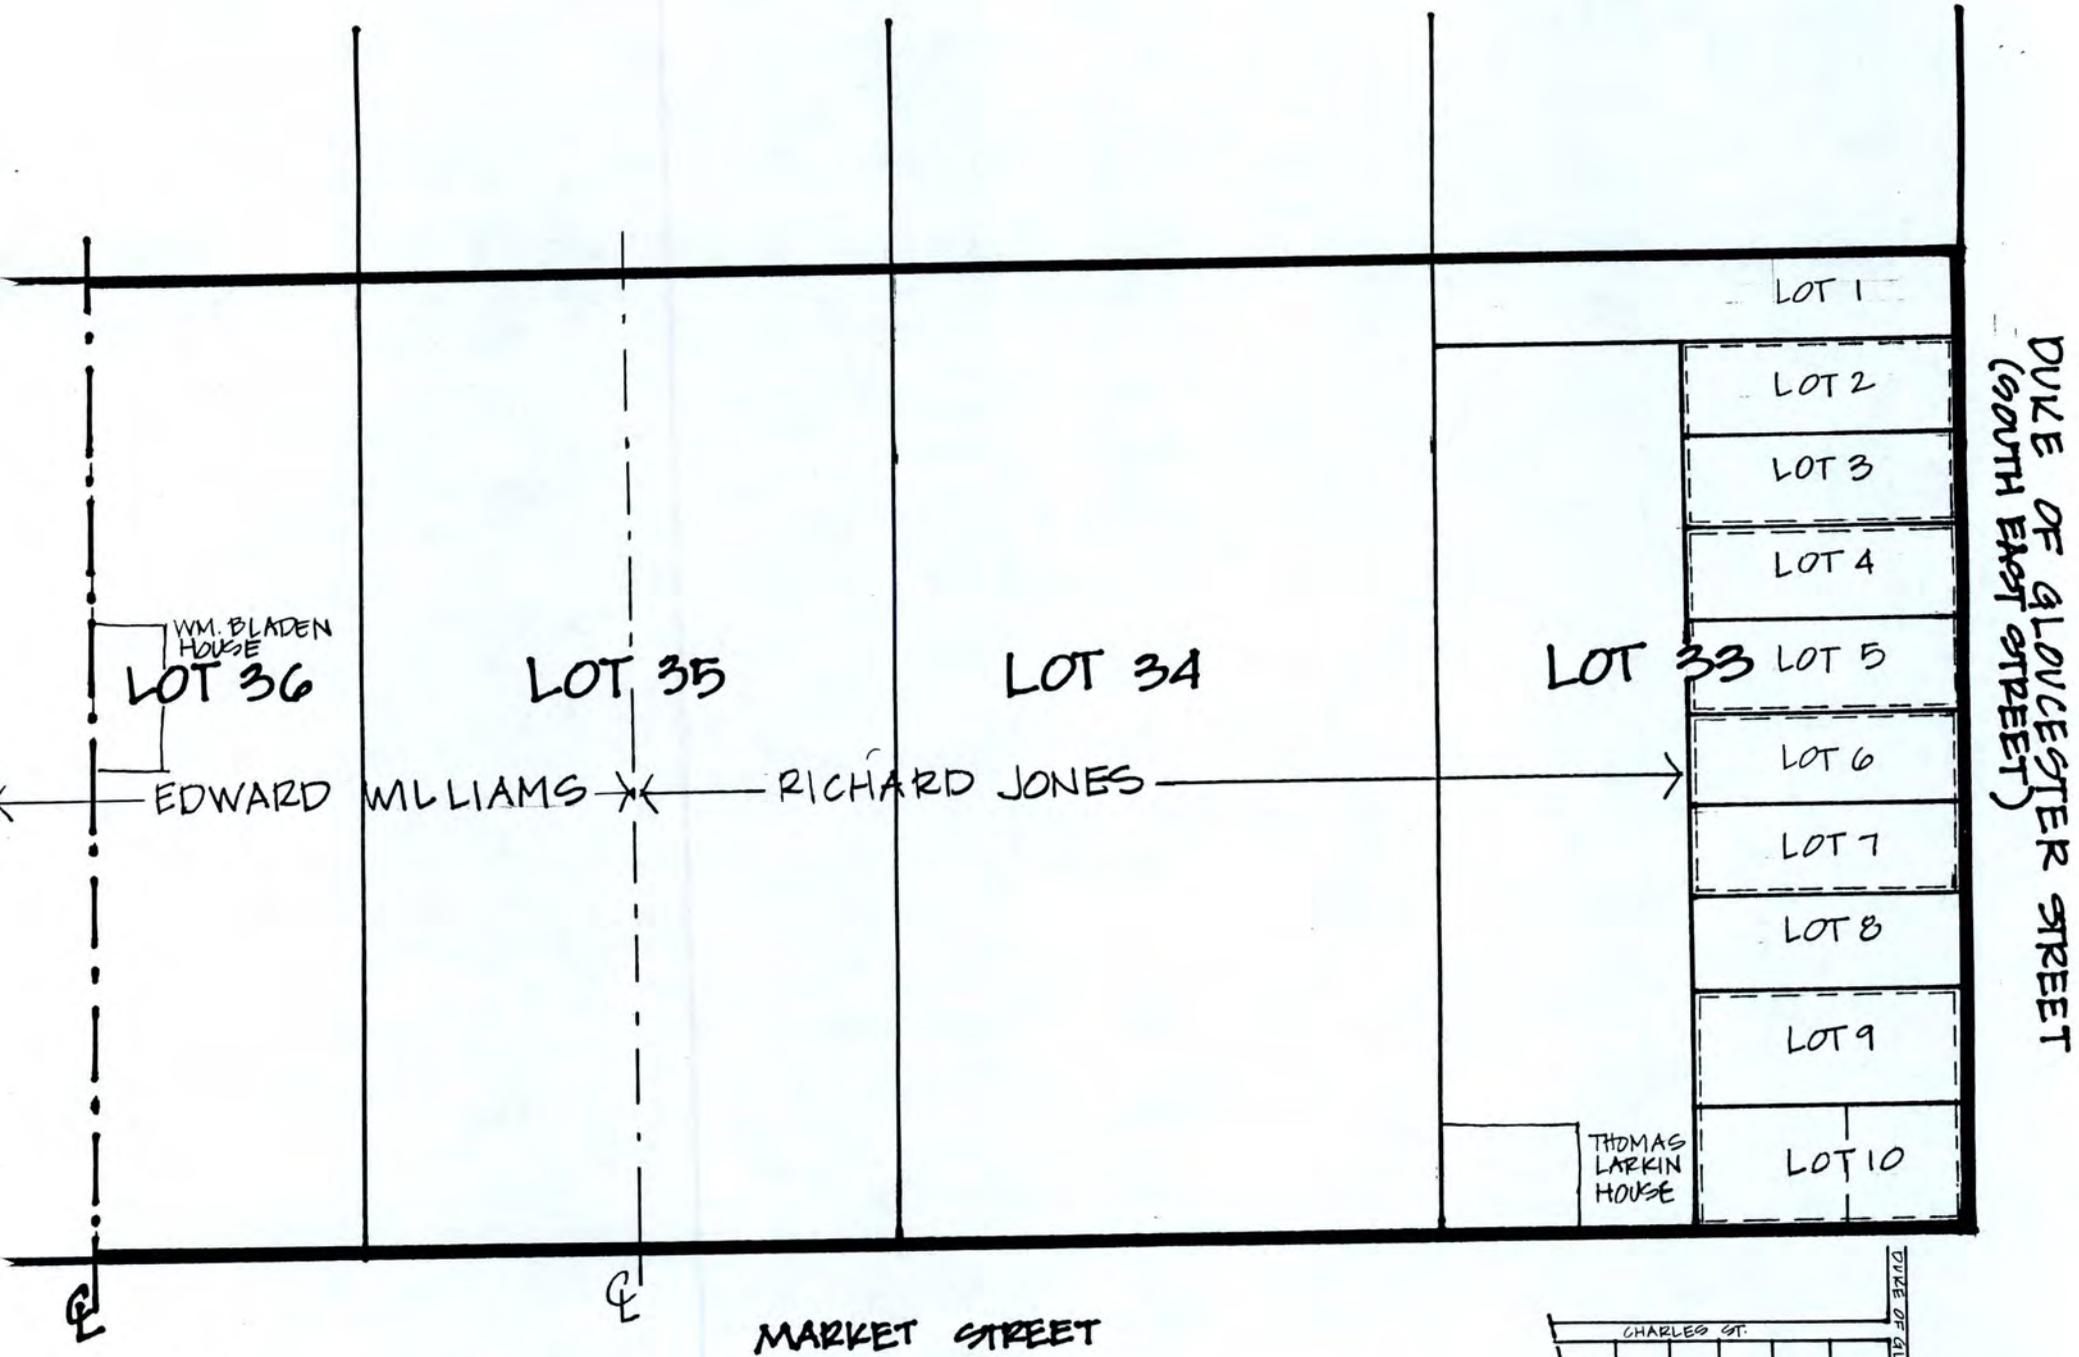 LOT 1
LOT 2
LOT 3
LOT 4
LOT 5
LOT 6
LOT 7
LOT 8
LOT 9
LOT 10
DUKE OF GLOUCESTER STREET
(SOUTH EAST STREET)
WM. BLADEN
HOUSE
LOT 36
LOT 35
LOT 34
LOT 33
EDWARD WILLIAMS
RICHARD JONES
THOMAS
LARKIN
HOUSE
℄
℄
MARKET STREET
CHARLES ST.
DUKE OF